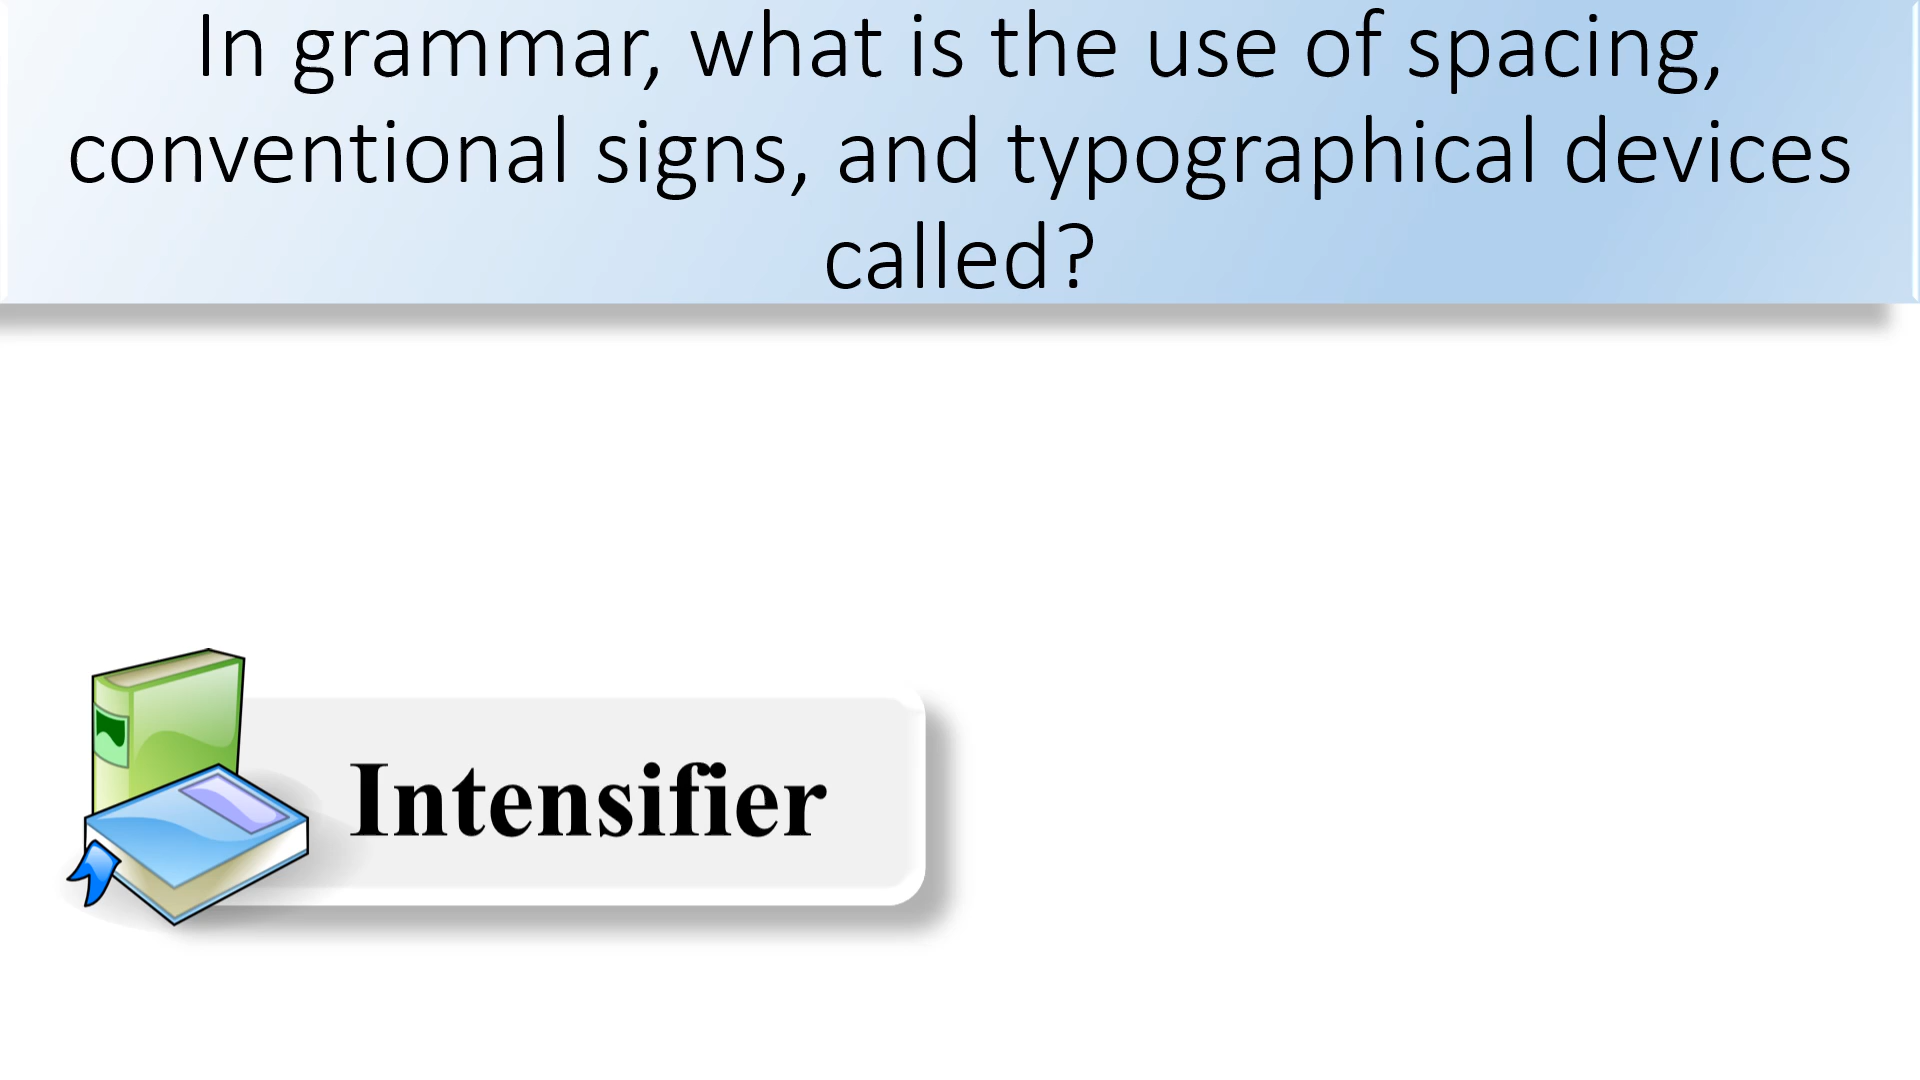 In grammar, what is the use of spacing,
conventional signs, and typographical devices
called?
Intensifier